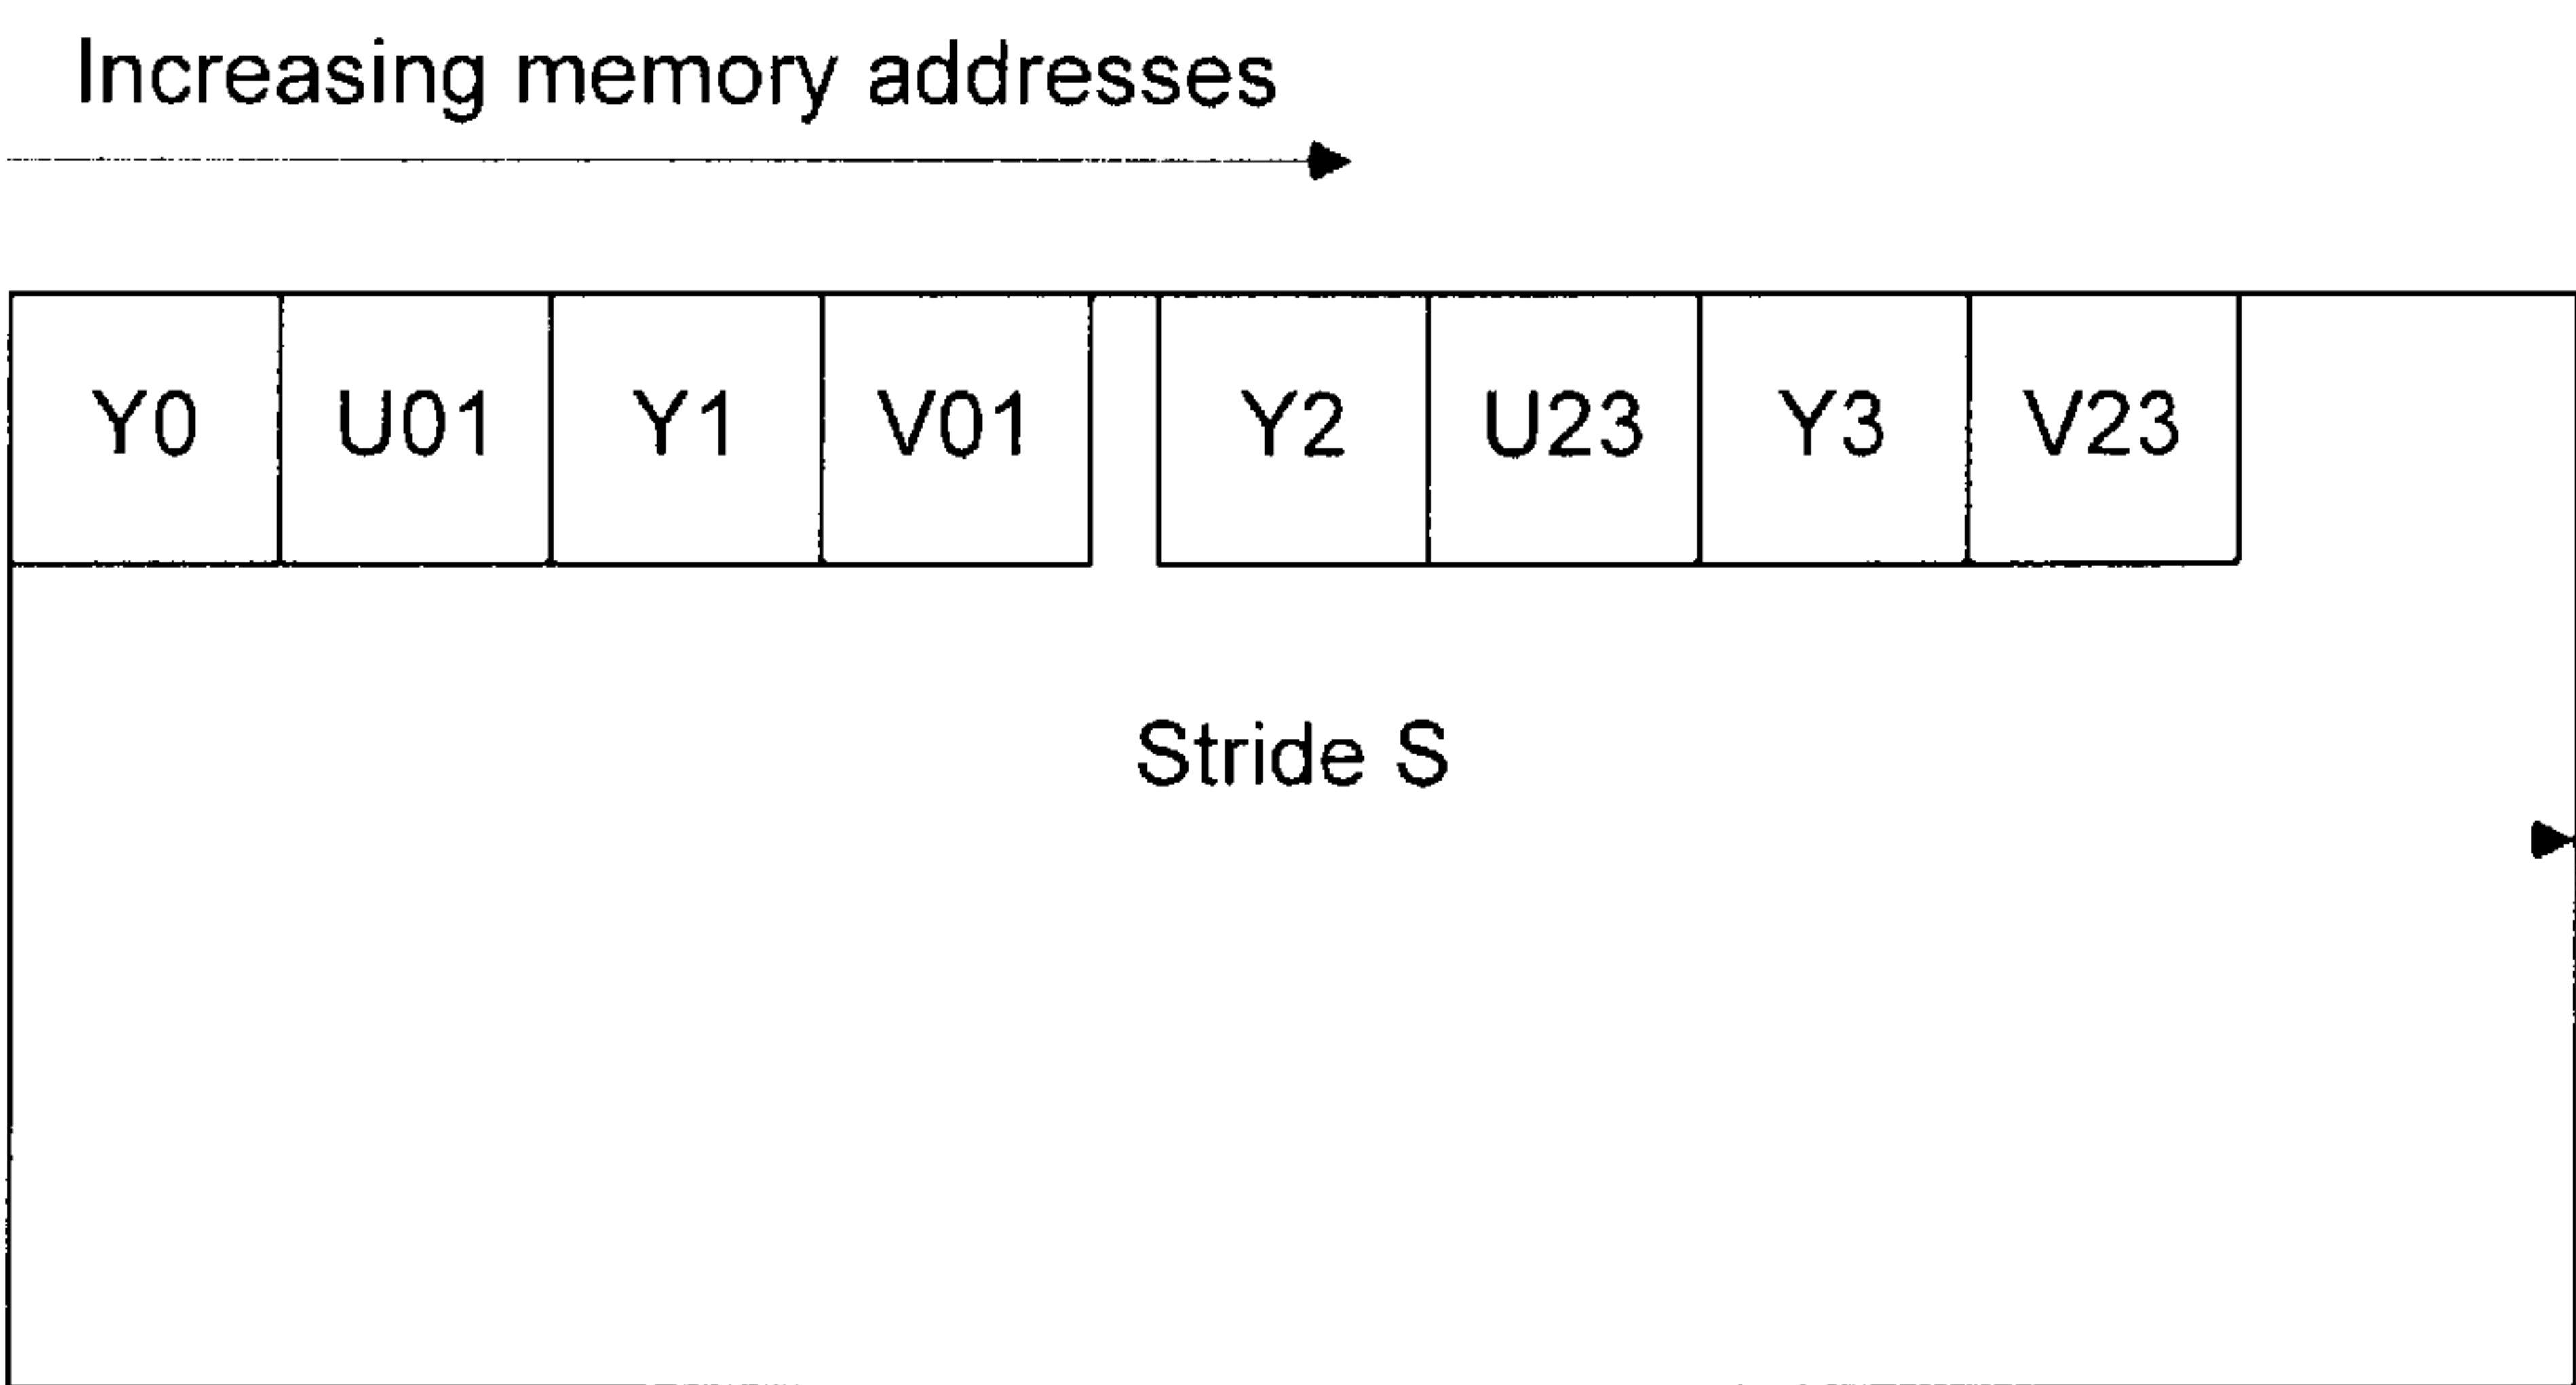 Increasing memory addresses
Y0 U01 Y1 V01 Y2 U23 Y3 V23
Stride S